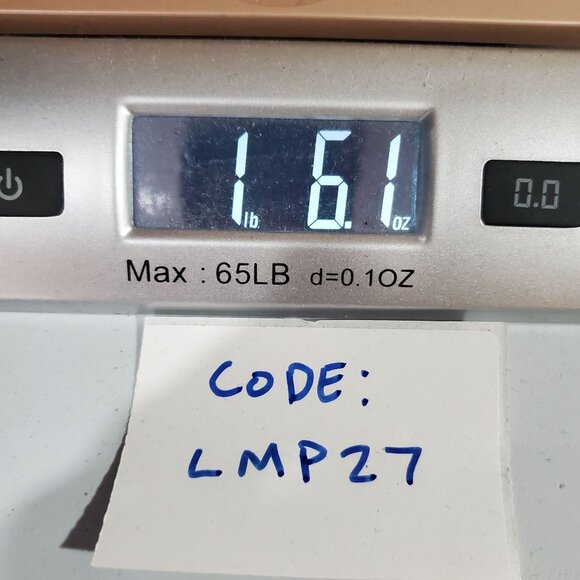 1 lb 6.1 oz
0.0
Max : 65LB d=0.1OZ
CODE:
LMP27